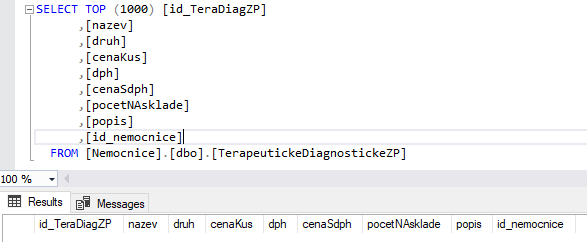 SELECT TOP (1000) [id_TeraDiagZP]
,[nazev]
,[druh]
,[cenaKus]
,[dph]
,[cenaSdph]
,[pocetNAsklade]
,[popis]
,[id_nemocnice]
FROM [Nemocnice].[dbo].[TerapeutickeDiagnostickeZP]
100 %
Results Messages
id_TeraDiagZP nazev druh cenaKus dph cenaSdph pocetNAsklade popis id_nemocnice